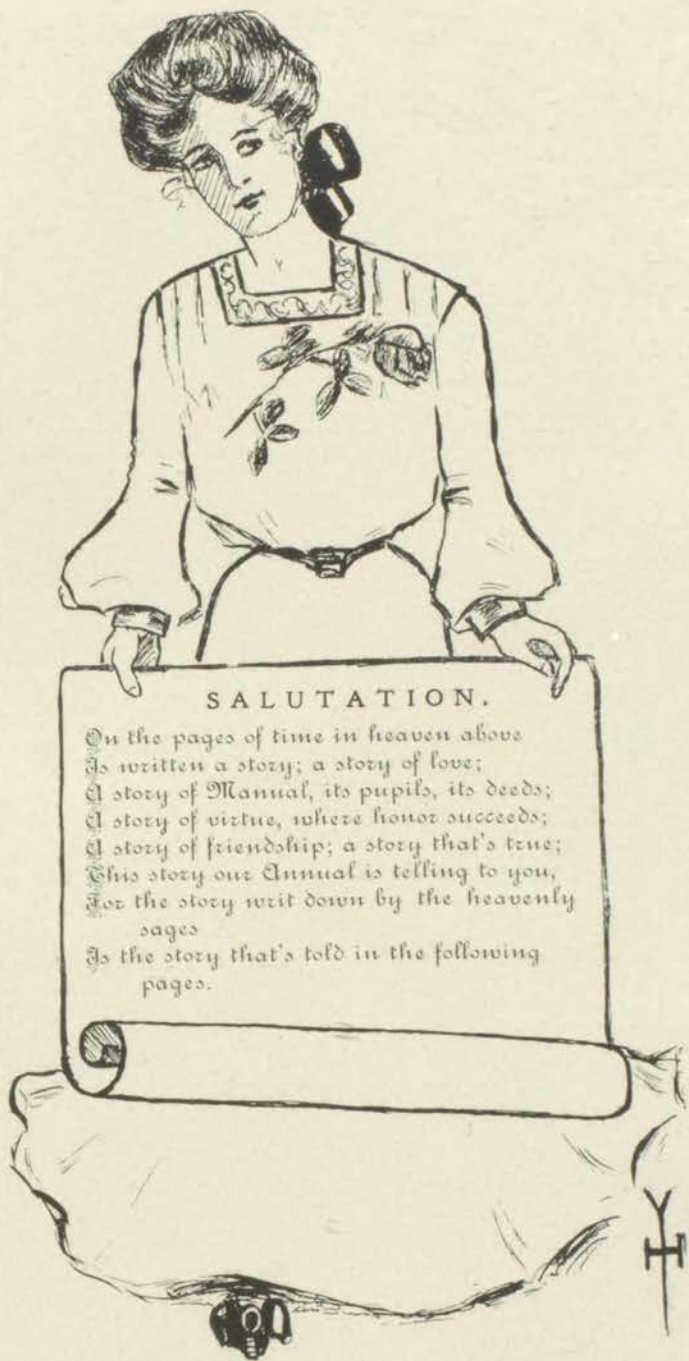 SALUTATION.
On the pages of time in heaven above
Is written a story; a story of love;
A story of Manual, its pupils, its deeds;
A story of virtue, where honor succeeds;
A story of friendship; a story that's true;
This story our Annual is telling to you,
For the story writ down by the heavenly
sages
Is the story that's told in the following
pages.